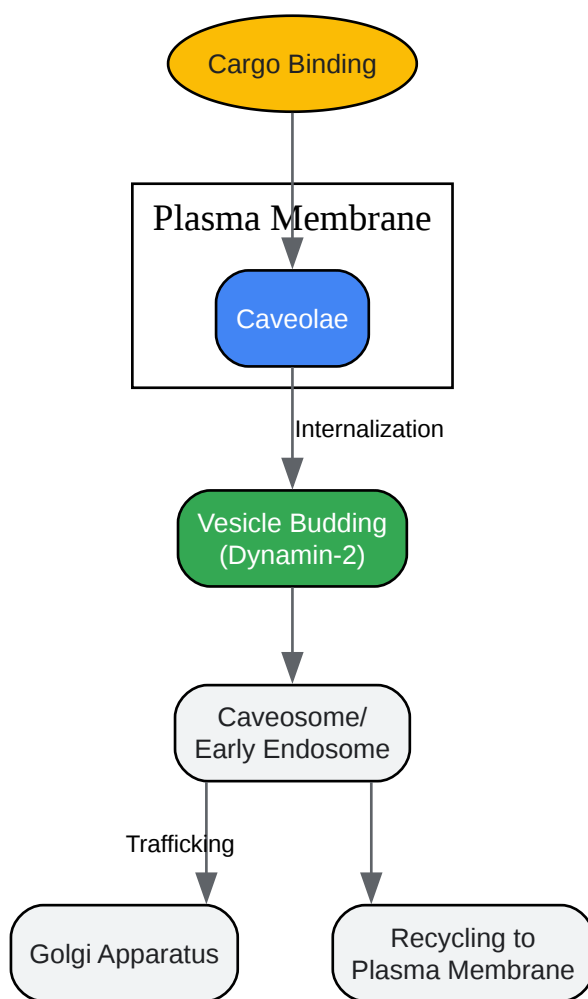 Cargo Binding
Plasma Membrane
Caveolae
Internalization
Vesicle Budding
(Dynamin-2)
Caveosome/
Early Endosome
Trafficking
Golgi Apparatus
Recycling to
Plasma Membrane